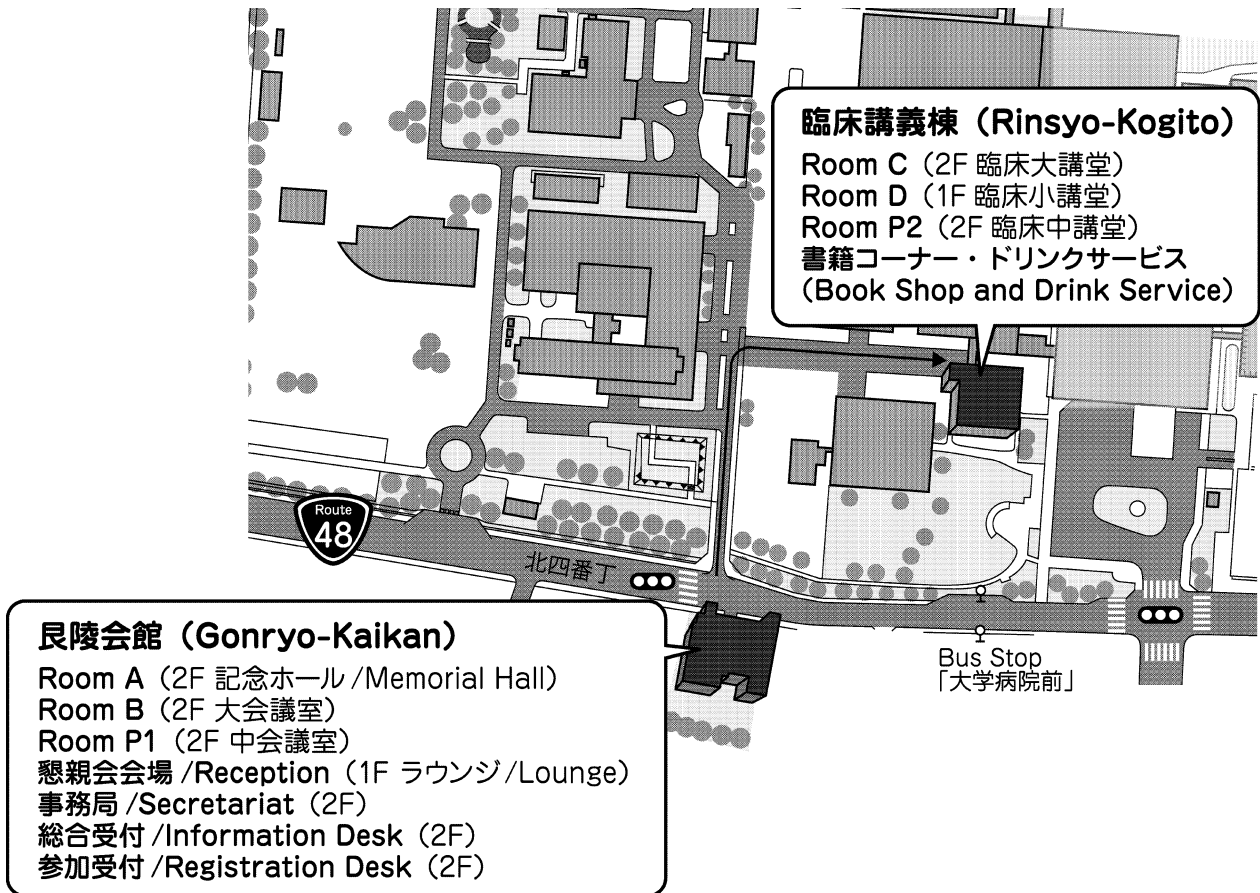 臨床講義棟（Rinsyo-Kogito）
Room C（2F 臨床大講堂）
Room D（1F 臨床小講堂）
Room P2（2F 臨床中講堂）
書籍コーナー・ドリンクサービス
（Book Shop and Drink Service）
Route
48
北四番丁
Bus Stop
「大学病院前」
艮陵会館（Gonryo-Kaikan）
Room A（2F 記念ホール/Memorial Hall）
Room B（2F 大会議室）
Room P1（2F 中会議室）
懇親会会場/Reception（1F ラウンジ/Lounge）
事務局/Secretariat（2F）
総合受付/Information Desk（2F）
参加受付/Registration Desk（2F）